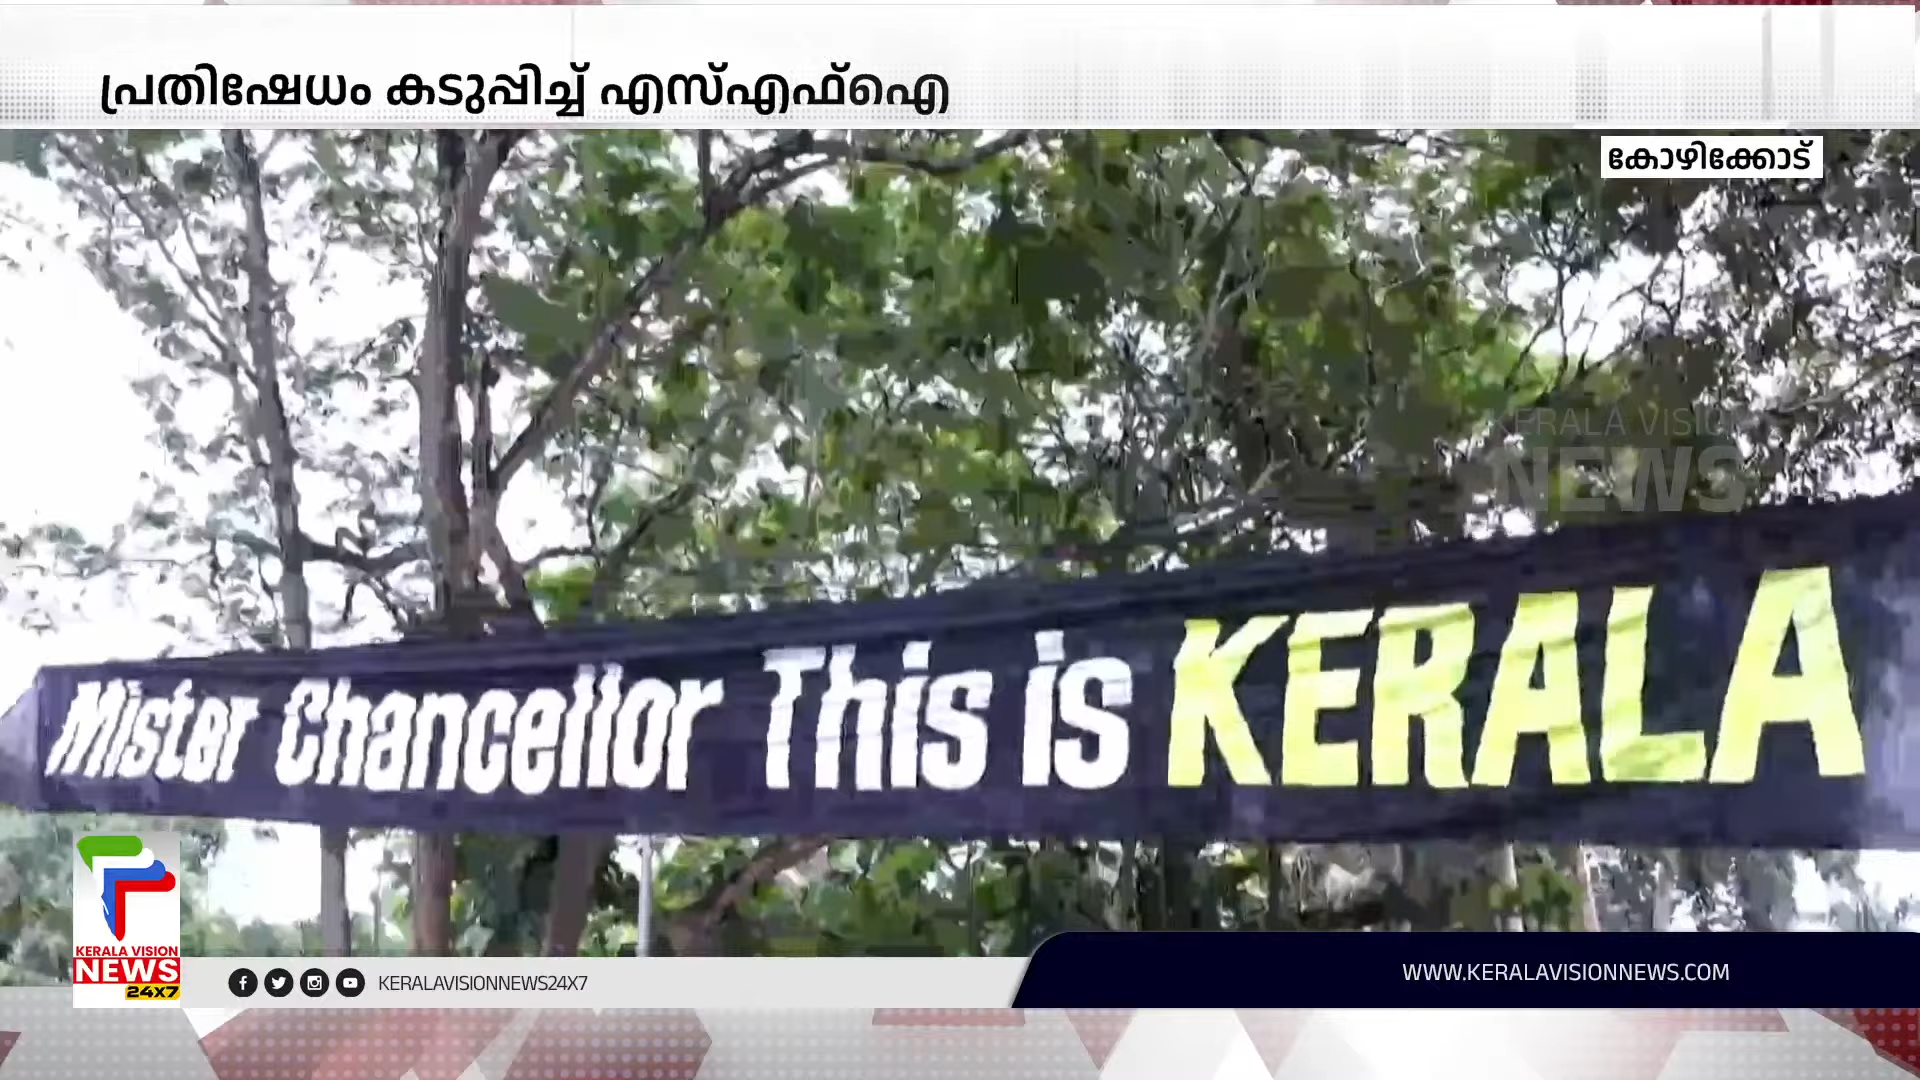 പ്രതിഷേധം കടുപ്പിച്ച് എസ്എഫ്ഐ
കോഴിക്കോട്
KERALA VISION
NEWS
Mister Chancellor This is KERALA
KERALA VISION
NEWS
24X7
KERALAVISIONNEWS24X7
WWW.KERALAVISIONNEWS.COM